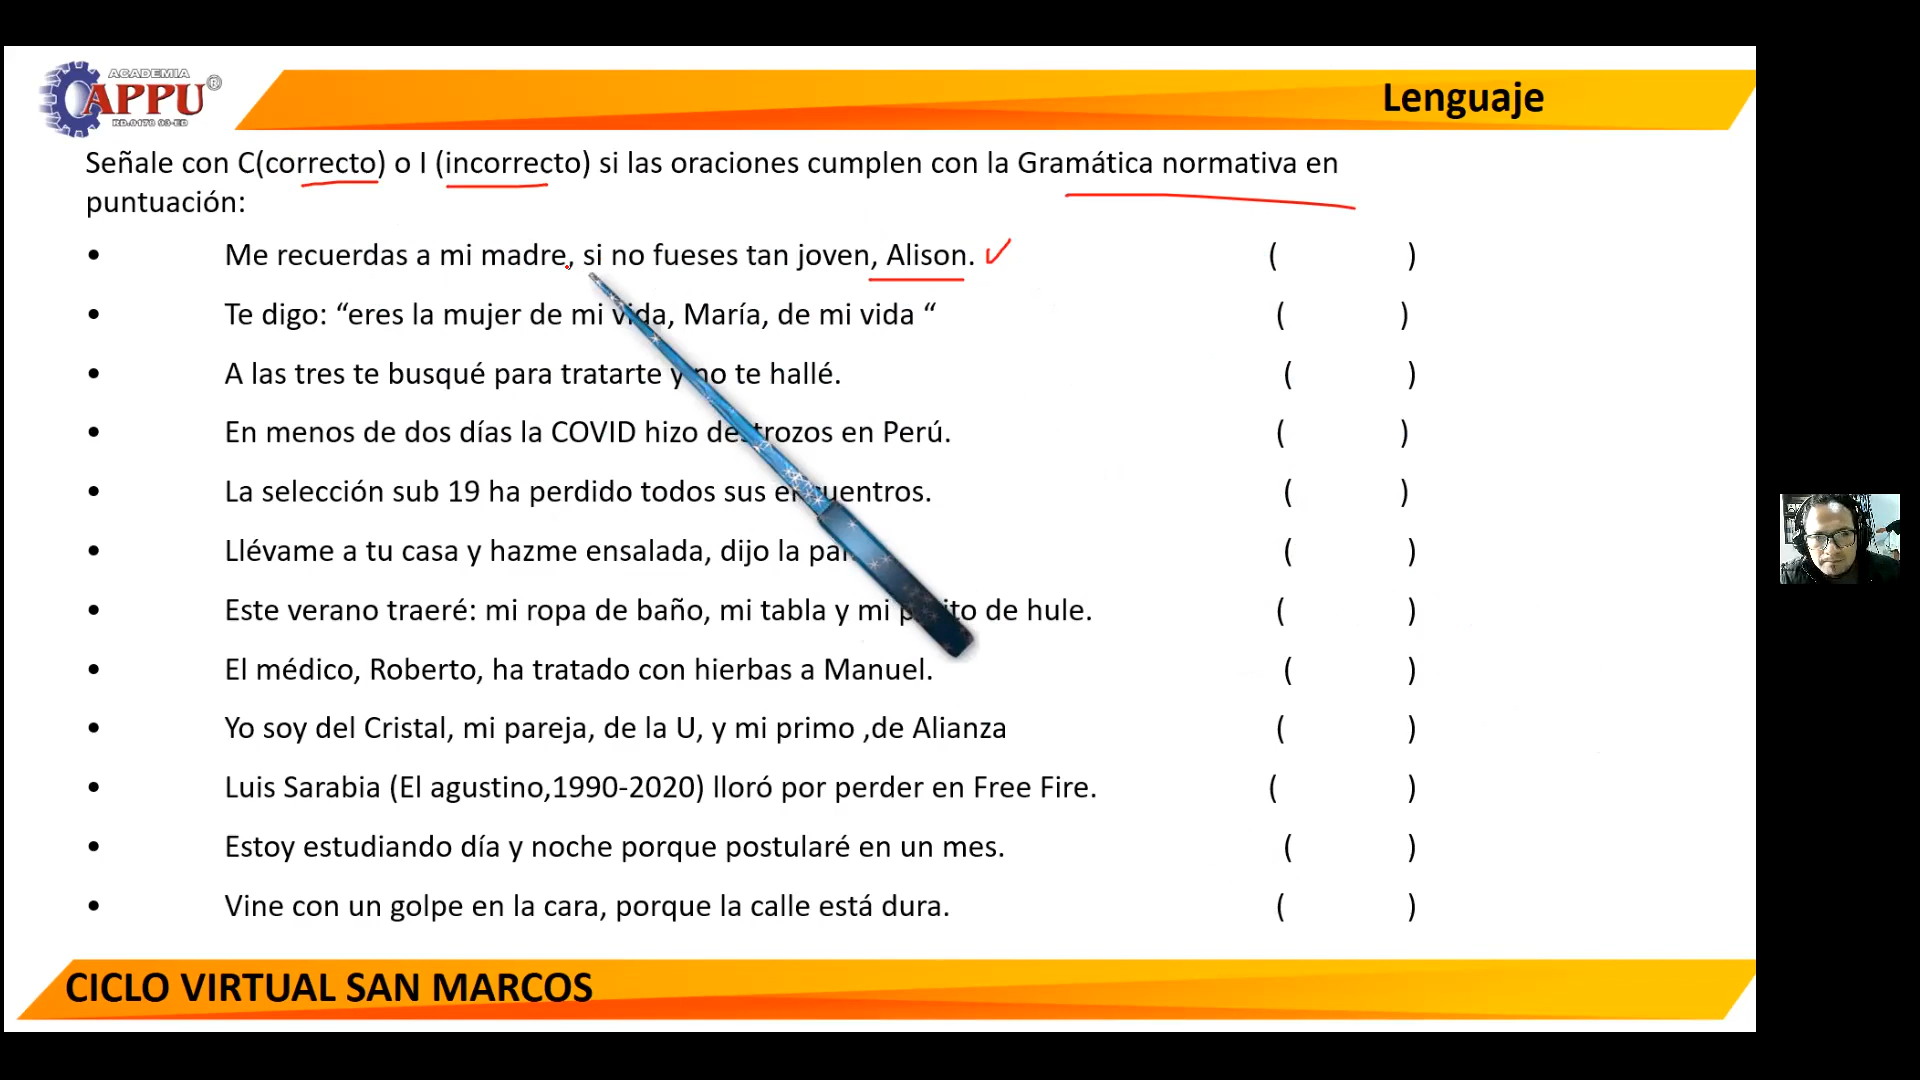 ACADEMIA
APPU®
RD.0170 93-ED
Lenguaje
Señale con C(correcto) o I (incorrecto) si las oraciones cumplen con la Gramática normativa en
puntuación:
• Me recuerdas a mi madre, si no fueses tan joven, Alison. ( )
• Te digo: “eres la mujer de mi vida, María, de mi vida “ ( )
• A las tres te busqué para tratarte y no te hallé. ( )
• En menos de dos días la COVID hizo destrozos en Perú. ( )
• La selección sub 19 ha perdido todos sus encuentros. ( )
• Llévame a tu casa y hazme ensalada, dijo la ( )
• Este verano traeré: mi ropa de baño, mi tabla y mi de hule. ( )
• El médico, Roberto, ha tratado con hierbas a Manuel. ( )
• Yo soy del Cristal, mi pareja, de la U, y mi primo ,de Alianza ( )
• Luis Sarabia (El agustino,1990-2020) lloró por perder en Free Fire. ( )
• Estoy estudiando día y noche porque postularé en un mes. ( )
• Vine con un golpe en la cara, porque la calle está dura. ( )
CICLO VIRTUAL SAN MARCOS